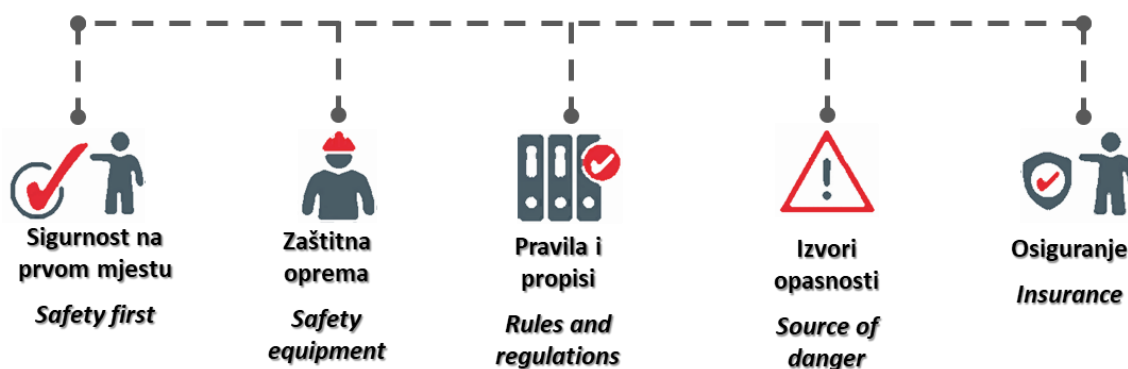 Sigurnost na
prvom mjestu
Safety first
Zaštitna
oprema
Safety
equipment
Pravila i
propisi
Rules and
regulations
Izvori
opasnosti
Source of
danger
Osiguranje
Insurance